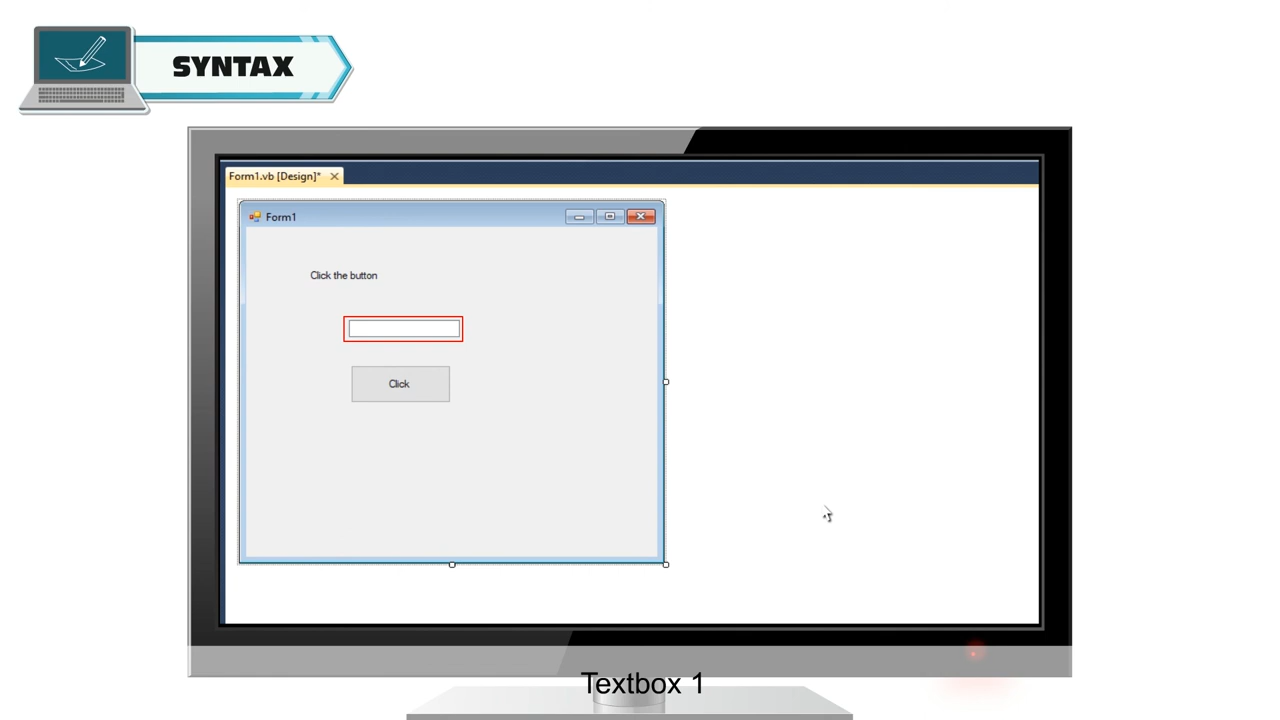 SYNTAX
Form1.vb [Design]*
Form1
Click the button
Click
Textbox 1